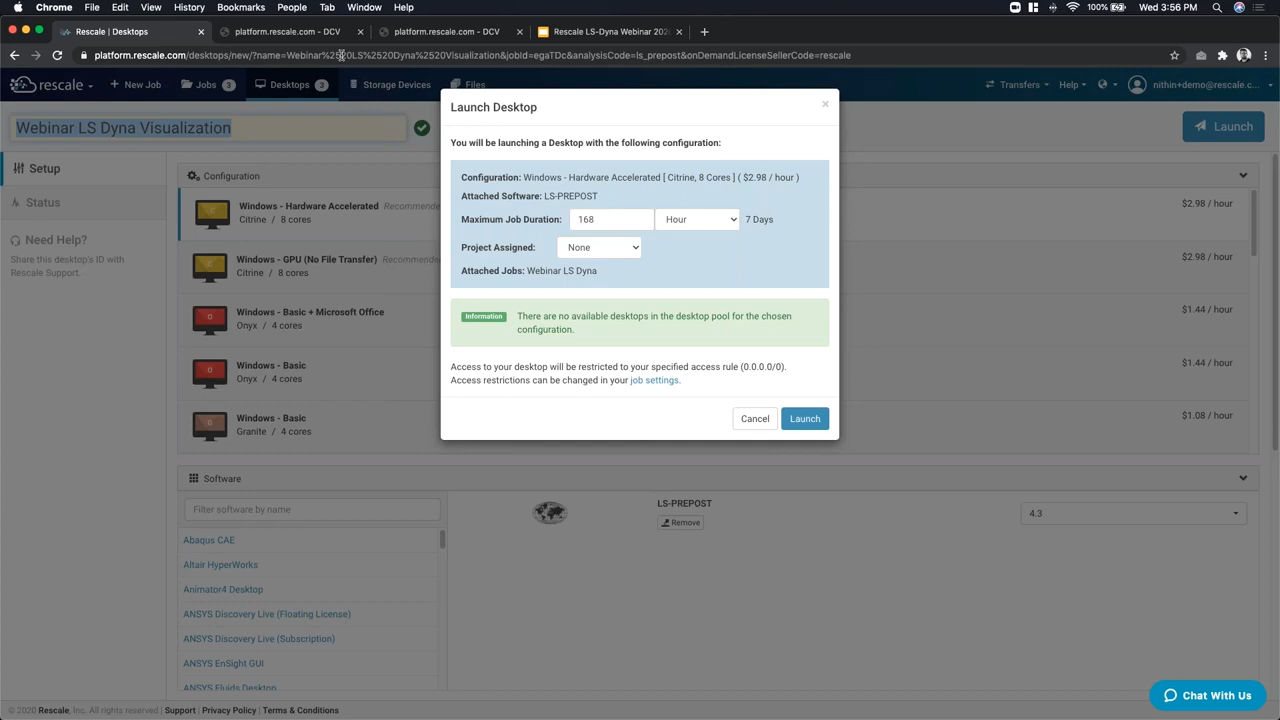 Chrome File Edit View History Bookmarks People Tab Window Help
100% Wed 3:56 PM
Rescale | Desktops
platform.rescale.com - DCV
platform.rescale.com - DCV
Rescale LS-Dyna Webinar 202
platform.rescale.com/desktops/new/?name=Webinar%2520LS%2520Dyna%2520Visualization&jobId=egaTDc&analysisCode=ls_prepost&onDemandLicenseSellerCode=rescale
rescale
+ New Job
Jobs 3
Desktops 3
Storage Devices
Files
Transfers
Help
nithin+demo@rescale.c...
Webinar LS Dyna Visualization
Launch
Setup
Status
Need Help?
Share this desktop's ID with
Rescale Support.
Configuration
Windows - Hardware Accelerated Recommende
Citrine / 8 cores
$2.98 / hour
Windows - GPU (No File Transfer) Recommende
Citrine / 8 cores
$2.98 / hour
Windows - Basic + Microsoft Office
Onyx / 4 cores
$1.44 / hour
Windows - Basic
Onyx / 4 cores
$1.44 / hour
Windows - Basic
Granite / 4 cores
$1.08 / hour
Launch Desktop
×
You will be launching a Desktop with the following configuration:
Configuration: Windows - Hardware Accelerated [ Citrine, 8 Cores ] ( $2.98 / hour )
Attached Software: LS-PREPOST
Maximum Job Duration: 168 Hour 7 Days
Project Assigned: None
Attached Jobs: Webinar LS Dyna
Information There are no available desktops in the desktop pool for the chosen
configuration.
Access to your desktop will be restricted to your specified access rule (0.0.0.0/0).
Access restrictions can be changed in your job settings.
Cancel Launch
Software
Filter software by name
Abaqus CAE
Altair HyperWorks
Animator4 Desktop
ANSYS Discovery Live (Floating License)
ANSYS Discovery Live (Subscription)
ANSYS EnSight GUI
ANSYS Fluids Desktop
LS-PREPOST
Remove
4.3
Chat With Us
© 2020 Rescale, Inc. All rights reserved | Support | Privacy Policy | Terms & Conditions